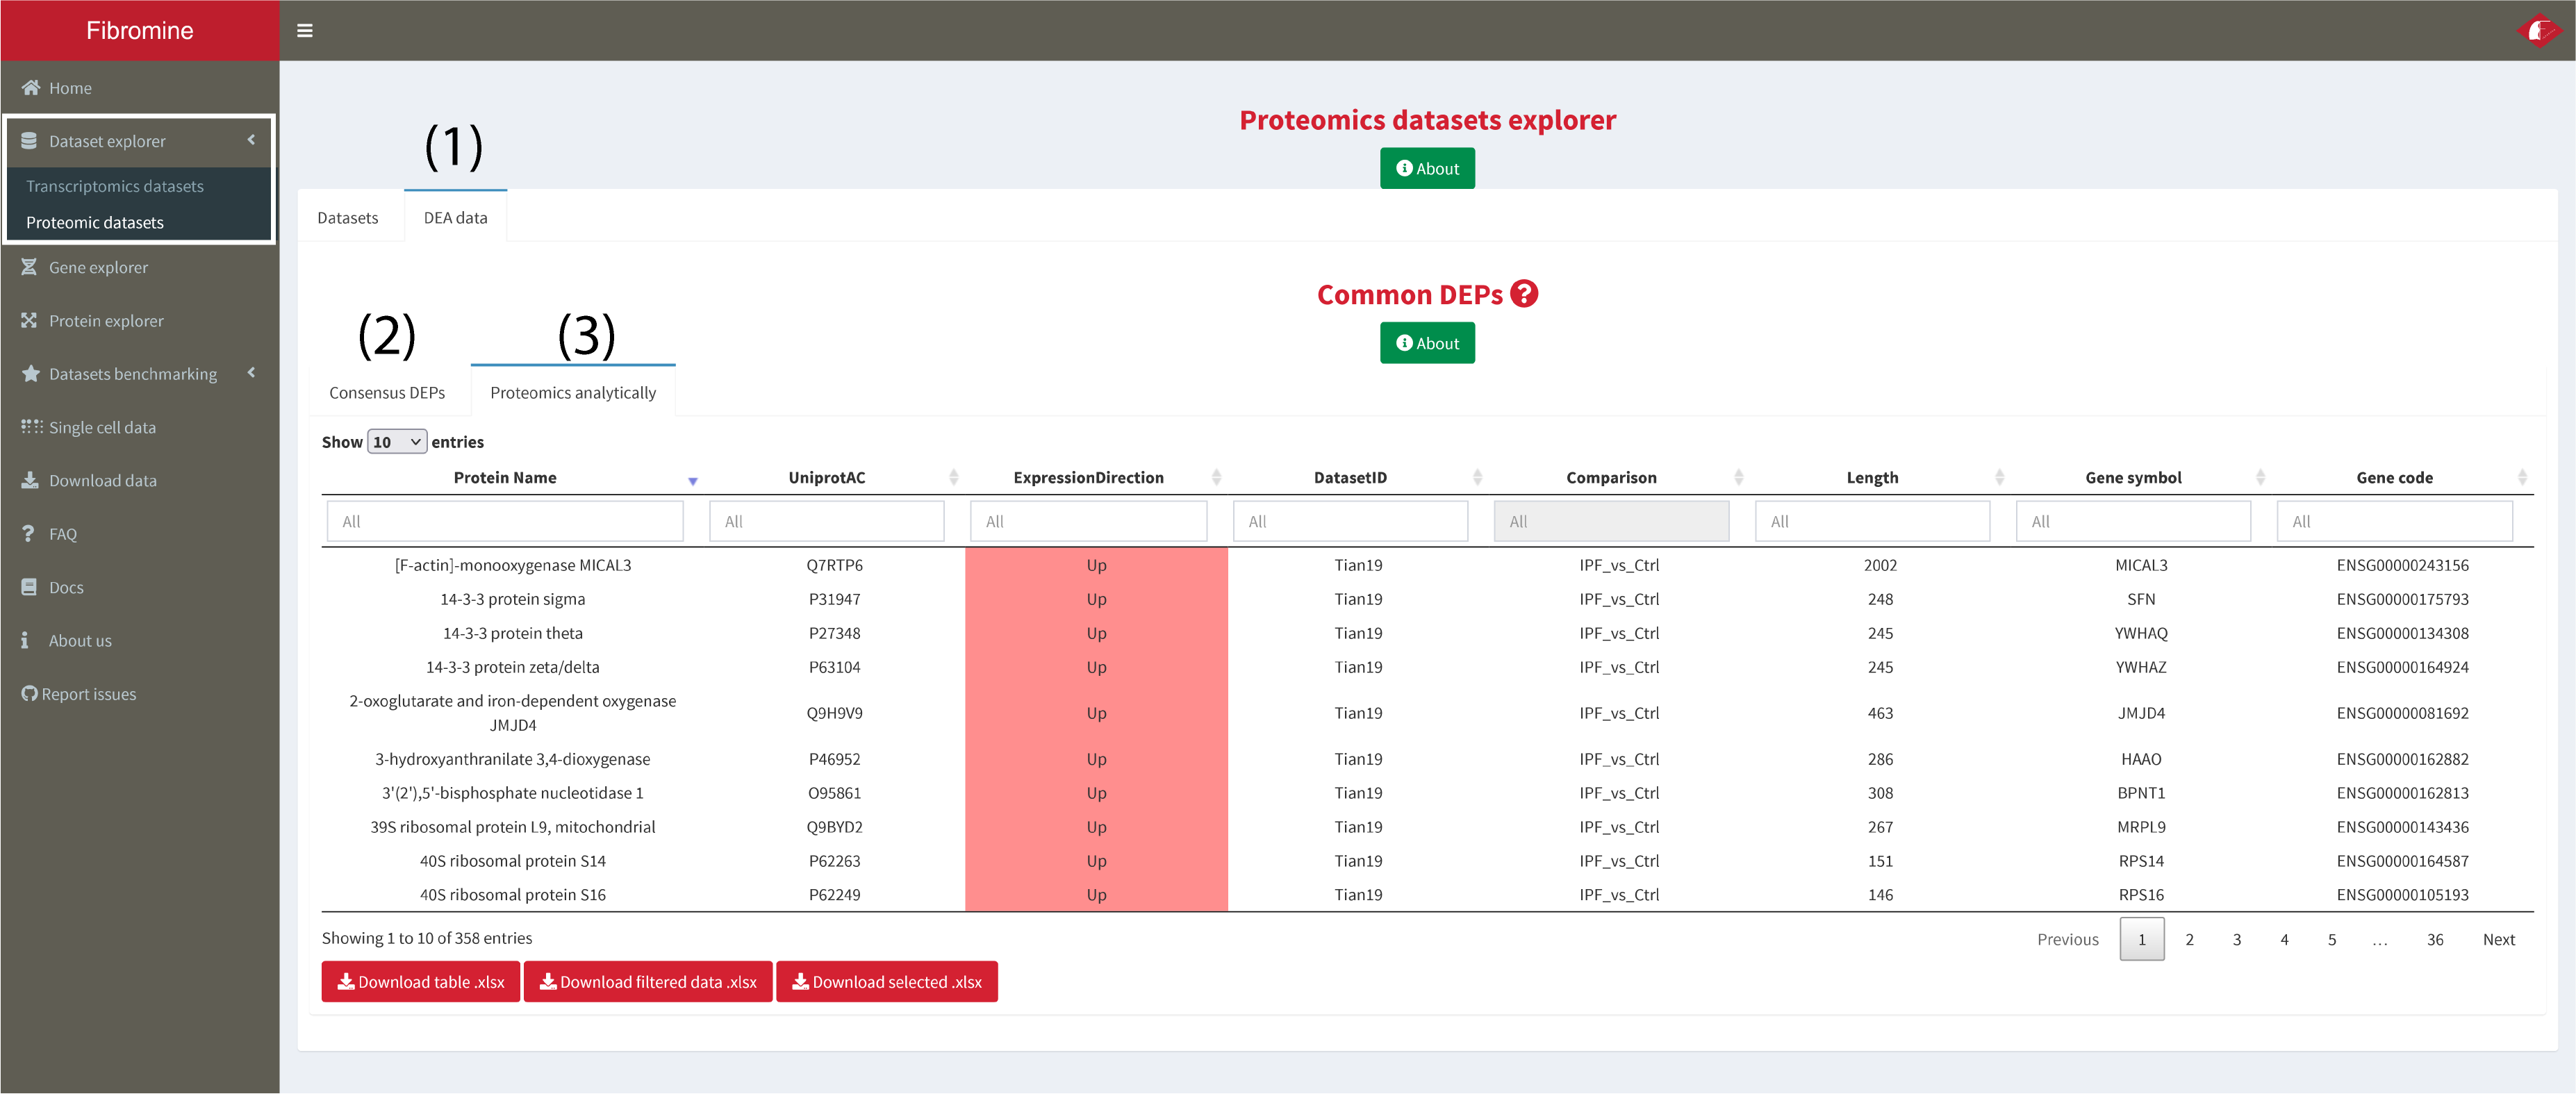 Fibromine
Home
Dataset explorer
Transcriptomics datasets
Proteomic datasets
Gene explorer
Protein explorer
Datasets benchmarking
Single cell data
Download data
FAQ
Docs
About us
Report issues
Proteomics datasets explorer
About
(1)
Datasets DEA data
Common DEPs ?
About
(2) (3)
Consensus DEPs Proteomics analytically
Show 10 entries
Protein Name UniprotAC ExpressionDirection DatasetID Comparison Length Gene symbol Gene code
All All All All All All All All
[F-actin]-monooxygenase MICAL3 Q7RTP6 Up Tian19 IPF_vs_Ctrl 2002 MICAL3 ENSG00000243156
14-3-3 protein sigma P31947 Up Tian19 IPF_vs_Ctrl 248 SFN ENSG00000175793
14-3-3 protein theta P27348 Up Tian19 IPF_vs_Ctrl 245 YWHAQ ENSG00000134308
14-3-3 protein zeta/delta P63104 Up Tian19 IPF_vs_Ctrl 245 YWHAZ ENSG00000164924
2-oxoglutarate and iron-dependent oxygenase
JMJD4 Q9H9V9 Up Tian19 IPF_vs_Ctrl 463 JMJD4 ENSG00000081692
3-hydroxyanthranilate 3,4-dioxygenase P46952 Up Tian19 IPF_vs_Ctrl 286 HAAO ENSG00000162882
3'(2'),5'-bisphosphate nucleotidase 1 O95861 Up Tian19 IPF_vs_Ctrl 308 BPNT1 ENSG00000162813
39S ribosomal protein L9, mitochondrial Q9BYD2 Up Tian19 IPF_vs_Ctrl 267 MRPL9 ENSG00000143436
40S ribosomal protein S14 P62263 Up Tian19 IPF_vs_Ctrl 151 RPS14 ENSG00000164587
40S ribosomal protein S16 P62249 Up Tian19 IPF_vs_Ctrl 146 RPS16 ENSG00000105193
Showing 1 to 10 of 358 entries
Previous 1 2 3 4 5 … 36 Next
Download table .xlsx Download filtered data .xlsx Download selected .xlsx